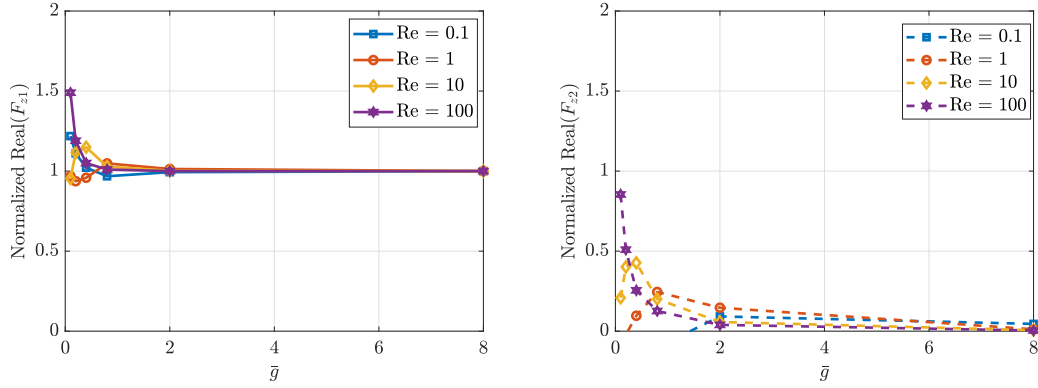 2
1.5
1
0.5
0
0 2 4 6 8
Normalized Real(F_{z1})
ḡ
Re = 0.1
Re = 1
Re = 10
Re = 100
2
1.5
1
0.5
0
0 2 4 6 8
Normalized Real(F_{z2})
ḡ
Re = 0.1
Re = 1
Re = 10
Re = 100